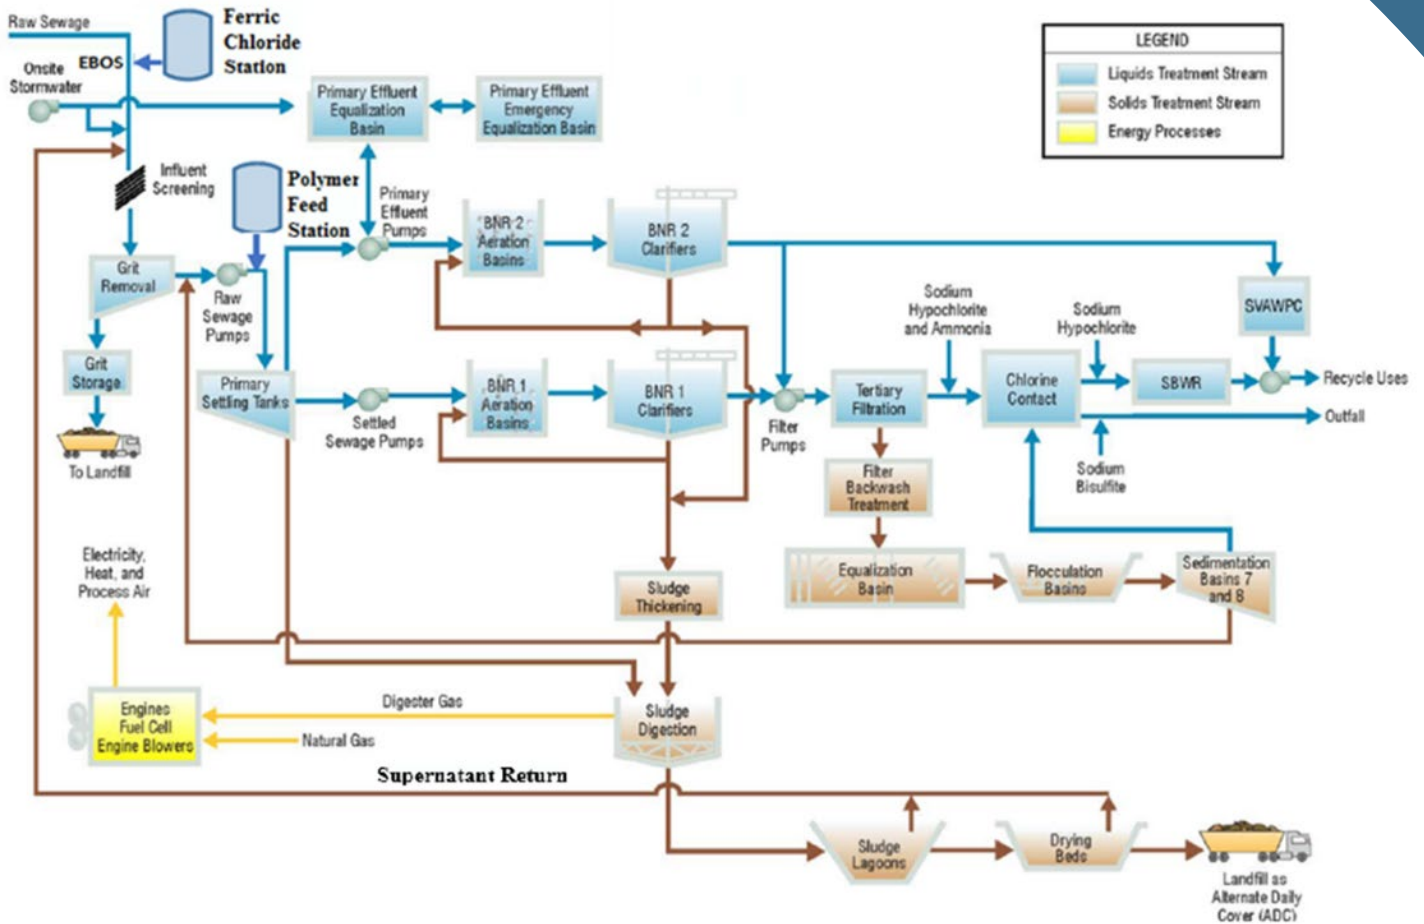 Raw Sewage
Ferric
Chloride
Station
EBOS
Onsite
Stormwater
Primary Effluent
Equalization
Basin
Primary Effluent
Emergency
Equalization Basin
LEGEND
Liquids Treatment Stream
Solids Treatment Stream
Energy Processes
Influent
Screening
Polymer
Feed
Station
Primary
Effluent
Pumps
BNR 2
Aeration
Basins
BNR 2
Clarifiers
Grit
Removal
Raw
Sewage
Pumps
Sodium
Hypochlorite
and Ammonia
Sodium
Hypochlorite
SVAWPC
Grit
Storage
Primary
Settling Tanks
Settled
Sewage Pumps
BNR 1
Aeration
Basins
BNR 1
Clarifiers
Filter
Pumps
Tertiary
Filtration
Chlorine
Contact
SBWR
Recycle Uses
Outfall
To Landfill
Filter
Backwash
Treatment
Sodium
Bisulfite
Electricity,
Heat, and
Process Air
Sludge
Thickening
Equalization
Basin
Flocculation
Basins
Sedimentation
Basins 7
and 8
Engines
Fuel Cell
Engine Blowers
Digester Gas
Natural Gas
Sludge
Digestion
Supernatant Return
Sludge
Lagoons
Drying
Beds
Landfill as
Alternate Daily
Cover (ADC)